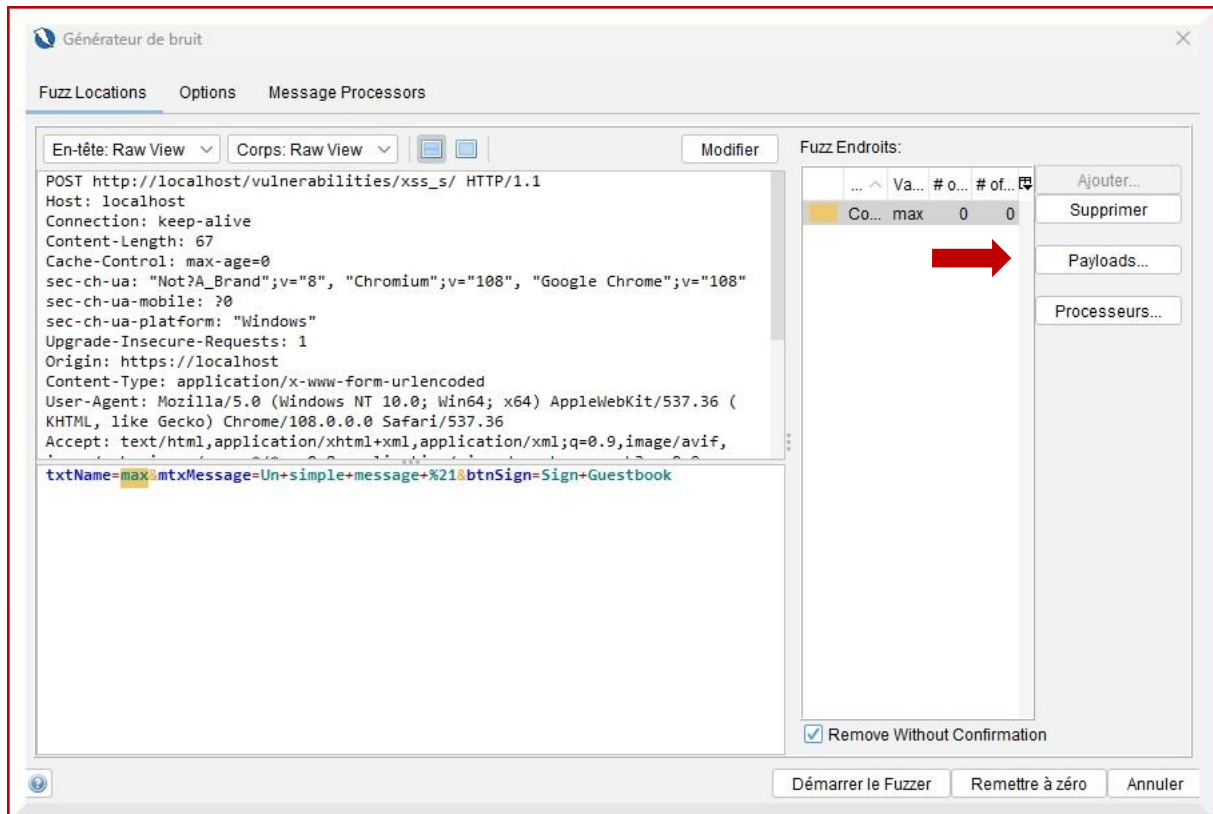 Générateur de bruit
Fuzz Locations Options Message Processors
En-tête: Raw View Corps: Raw View Modifier
POST http://localhost/vulnerabilities/xss_s/ HTTP/1.1
Host: localhost
Connection: keep-alive
Content-Length: 67
Cache-Control: max-age=0
sec-ch-ua: "Not?A_Brand";v="8", "Chromium";v="108", "Google Chrome";v="108"
sec-ch-ua-mobile: ?0
sec-ch-ua-platform: "Windows"
Upgrade-Insecure-Requests: 1
Origin: https://localhost
Content-Type: application/x-www-form-urlencoded
User-Agent: Mozilla/5.0 (Windows NT 10.0; Win64; x64) AppleWebKit/537.36 (
KHTML, like Gecko) Chrome/108.0.0.0 Safari/537.36
Accept: text/html,application/xhtml+xml,application/xml;q=0.9,image/avif,
txtName=max&mtxMessage=Un+simple+message+%21&btnSign=Sign+Guestbook
Fuzz Endroits:
... Va... # o... # of...
Co... max 0 0
Ajouter...
Supprimer
Payloads...
Processeurs...
Remove Without Confirmation
Démarrer le Fuzzer Remettre à zéro Annuler